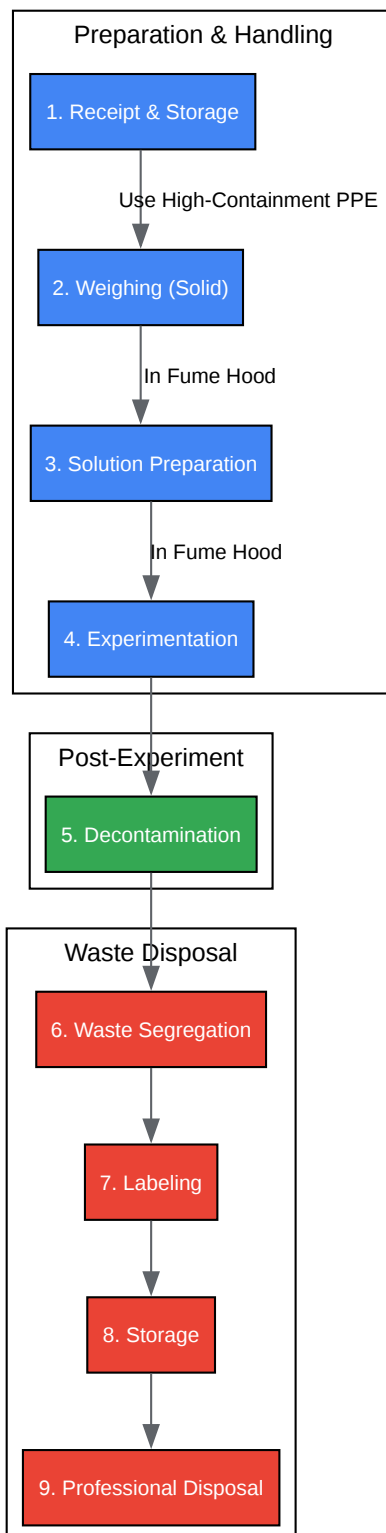 Preparation & Handling
1. Receipt & Storage
Use High-Containment PPE
2. Weighing (Solid)
In Fume Hood
3. Solution Preparation
In Fume Hood
4. Experimentation
Post-Experiment
5. Decontamination
Waste Disposal
6. Waste Segregation
7. Labeling
8. Storage
9. Professional Disposal